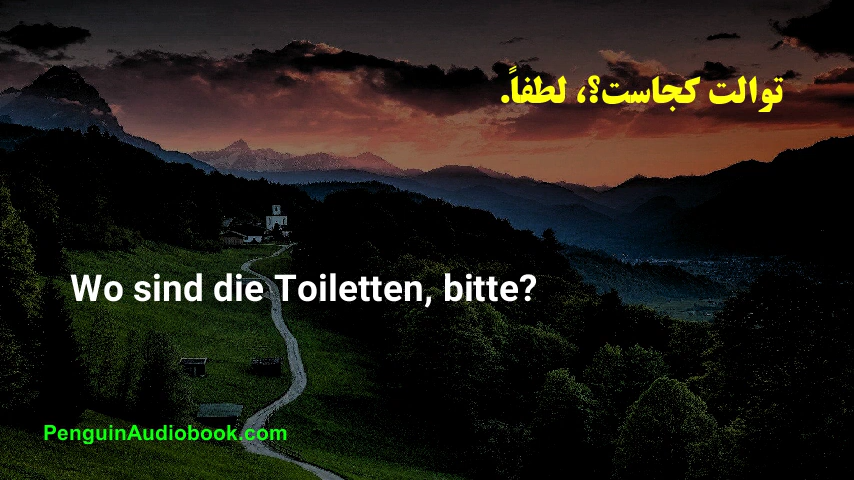 توالت کجاست؟، لطفاً.
Wo sind die Toiletten, bitte?
PenguinAudiobook.com